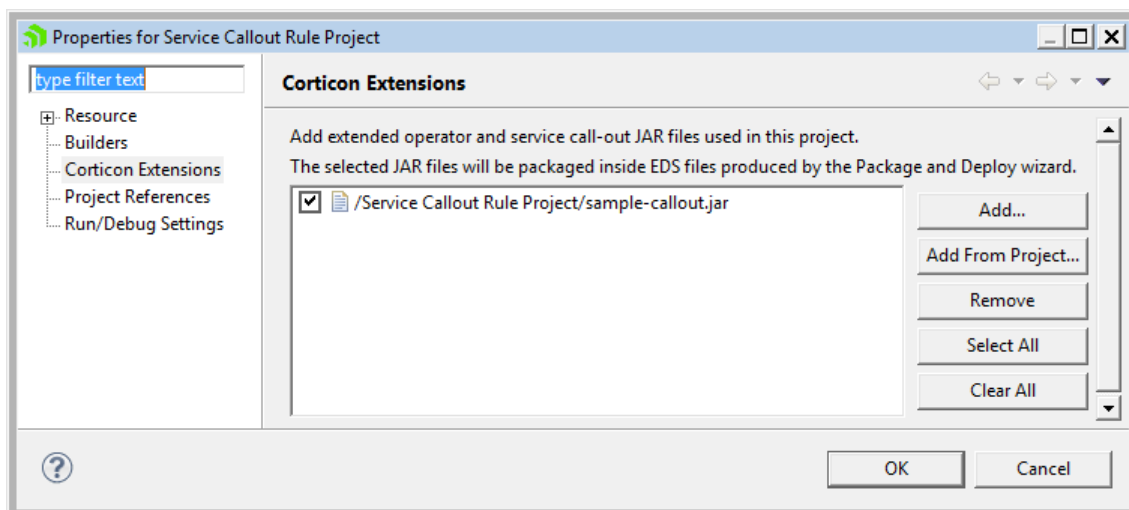 Properties for Service Callout Rule Project
type filter text
Resource
Builders
Corticon Extensions
Project References
Run/Debug Settings
Corticon Extensions
Add extended operator and service call-out JAR files used in this project.
The selected JAR files will be packaged inside EDS files produced by the Package and Deploy wizard.
/Service Callout Rule Project/sample-callout.jar
Add...
Add From Project...
Remove
Select All
Clear All
?
OK
Cancel